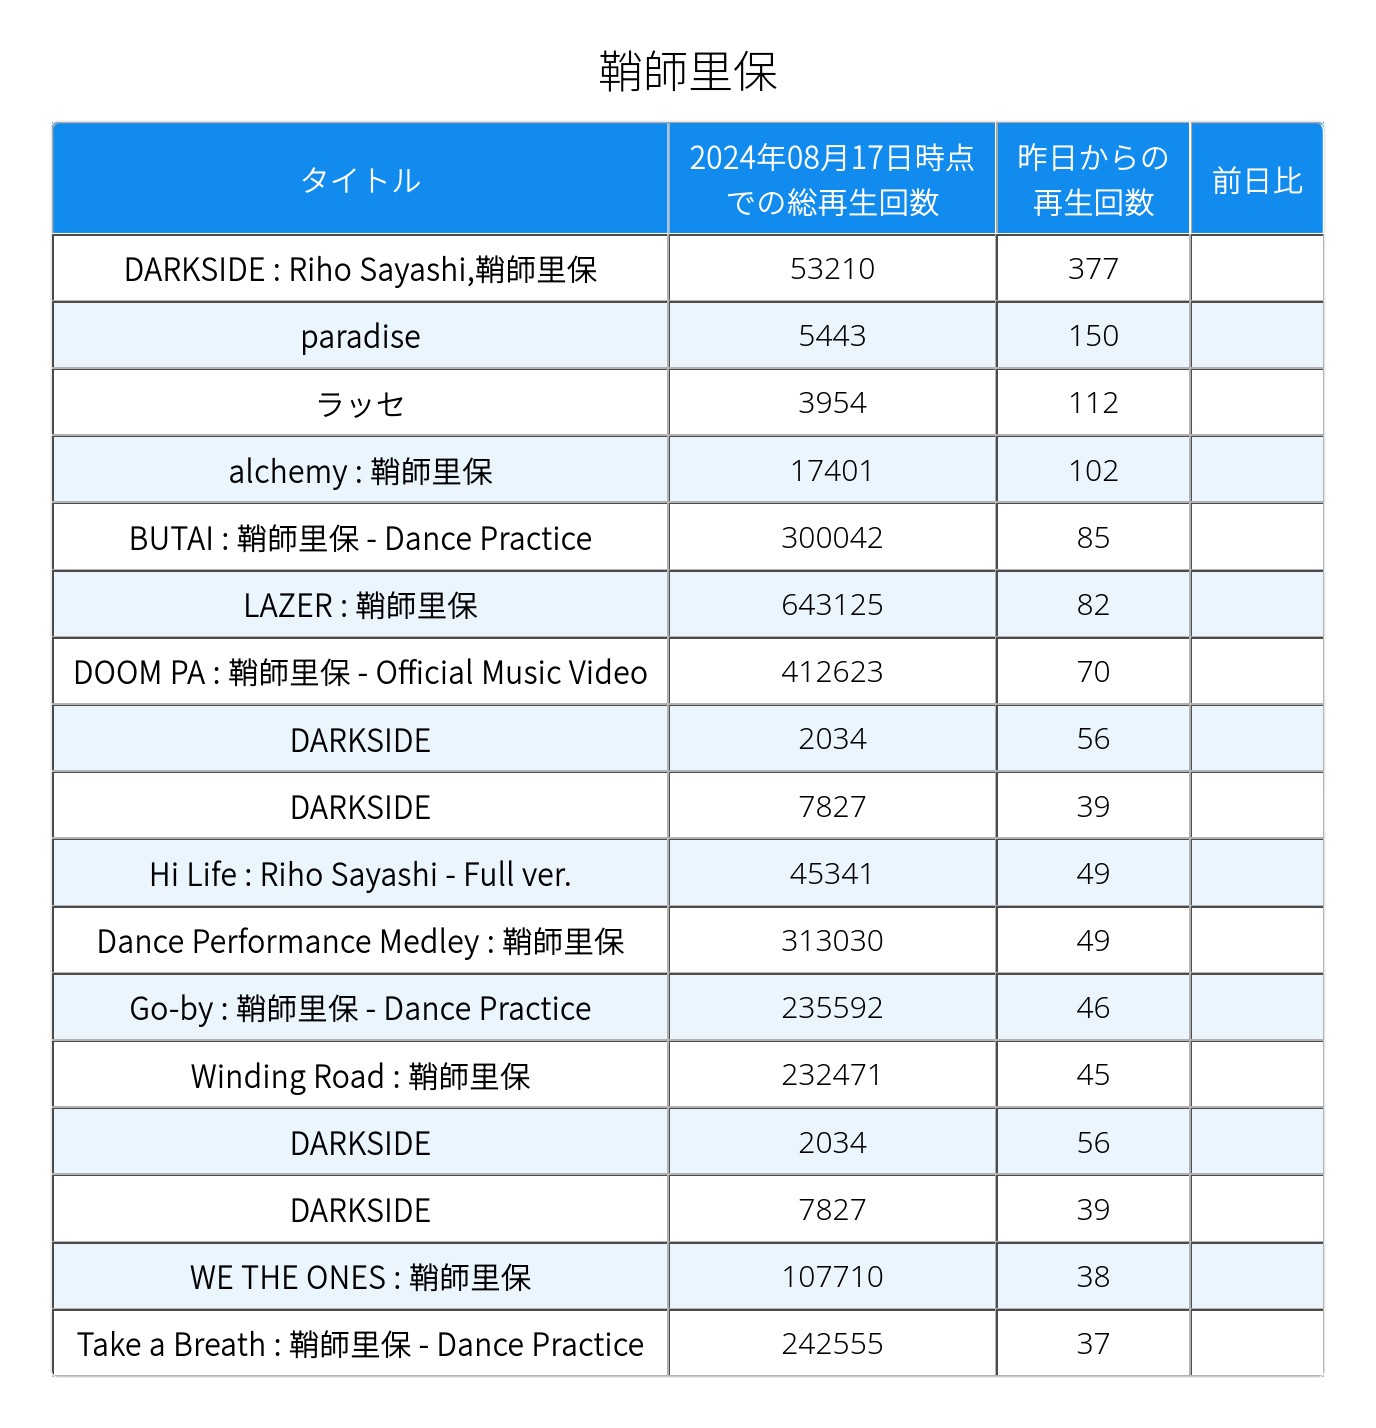 鞘師里保
タイトル
2024年08月17日時点
での総再生回数
昨日からの
再生回数
前日比
DARKSIDE : Riho Sayashi,鞘師里保 53210 377
paradise 5443 150
ラッセ 3954 112
alchemy : 鞘師里保 17401 102
BUTAI : 鞘師里保 - Dance Practice 300042 85
LAZER : 鞘師里保 643125 82
DOOM PA : 鞘師里保 - Official Music Video 412623 70
DARKSIDE 2034 56
DARKSIDE 7827 39
Hi Life : Riho Sayashi - Full ver. 45341 49
Dance Performance Medley : 鞘師里保 313030 49
Go-by : 鞘師里保 - Dance Practice 235592 46
Winding Road : 鞘師里保 232471 45
DARKSIDE 2034 56
DARKSIDE 7827 39
WE THE ONES : 鞘師里保 107710 38
Take a Breath : 鞘師里保 - Dance Practice 242555 37